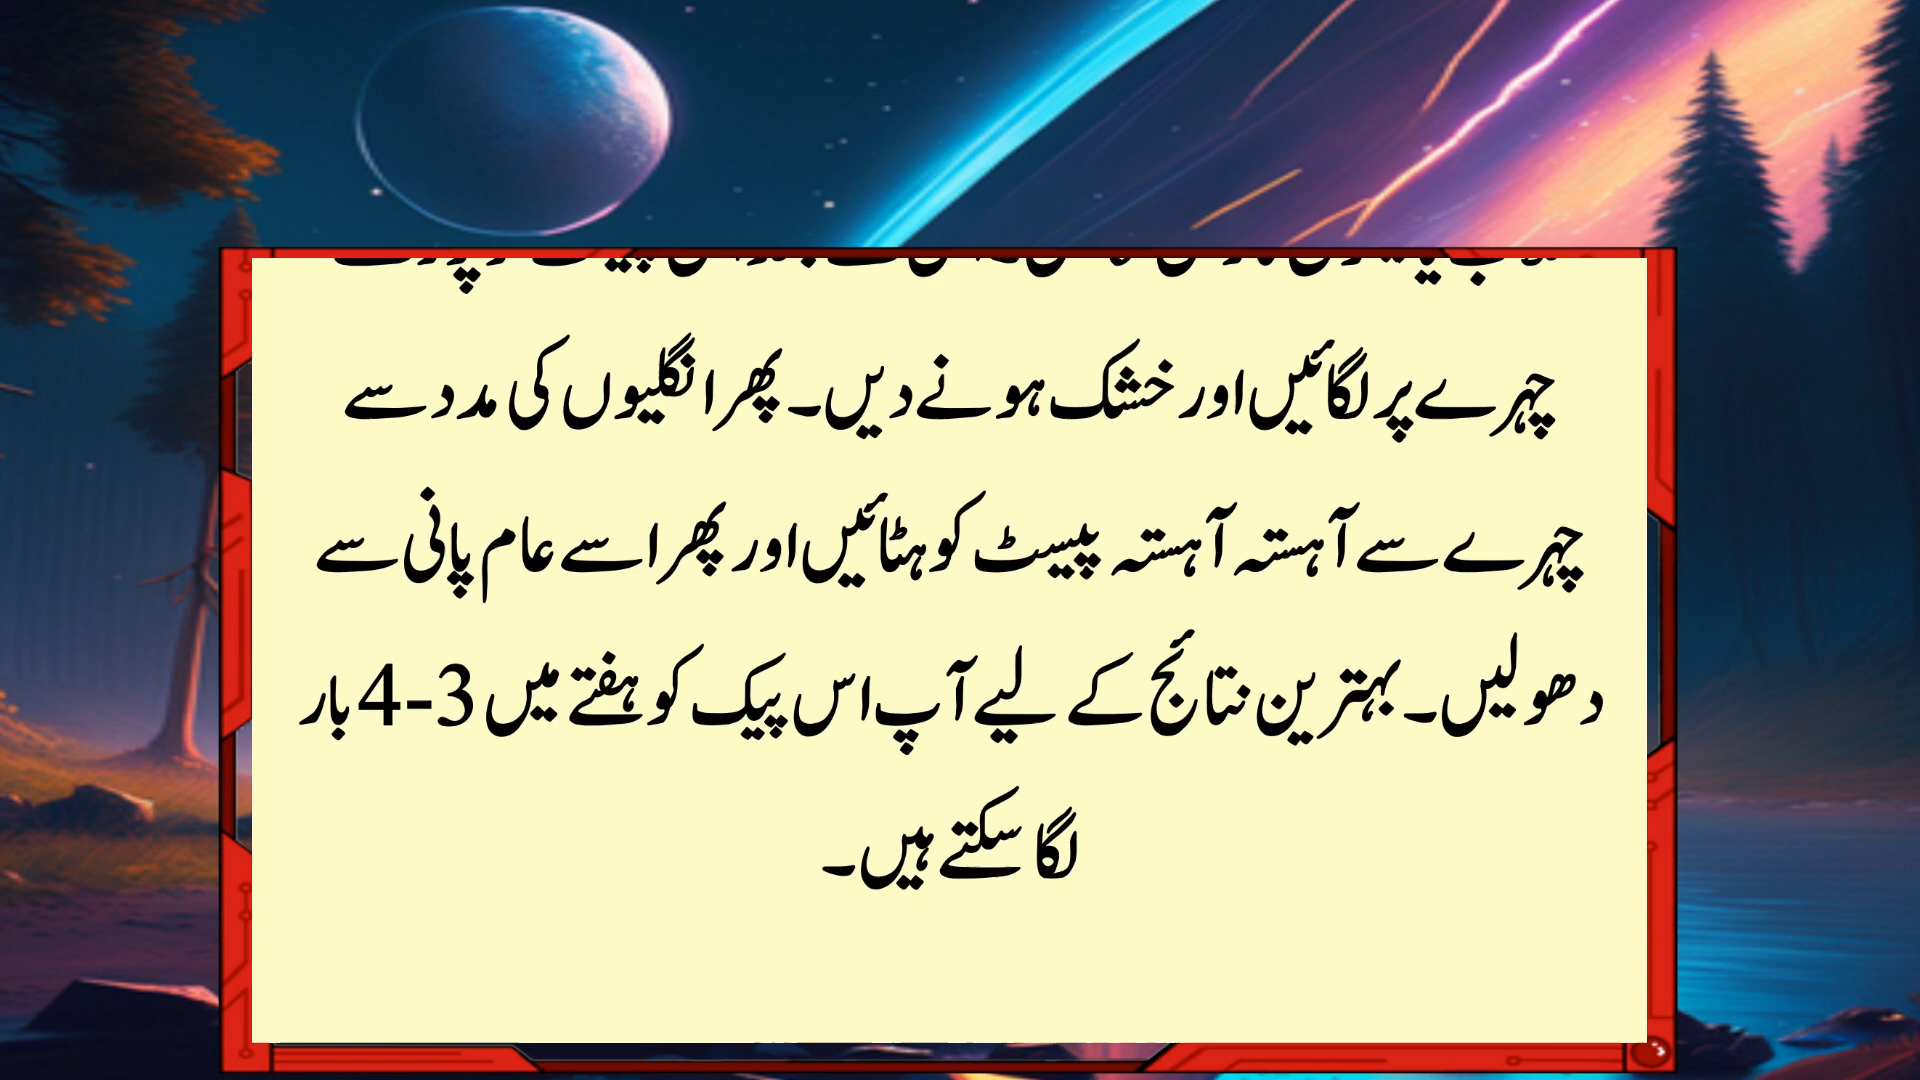 چہرے پر لگائیں اور خشک ہونے دیں۔ پھر انگلیوں کی مدد سے
چہرے سے آہستہ آہستہ پیسٹ کو ہٹائیں اور پھر اسے عام پانی سے
دھو لیں۔ بہترین نتائج کے لیے آپ اس پیک کو ہفتے میں 3-4 بار
لگا سکتے ہیں۔